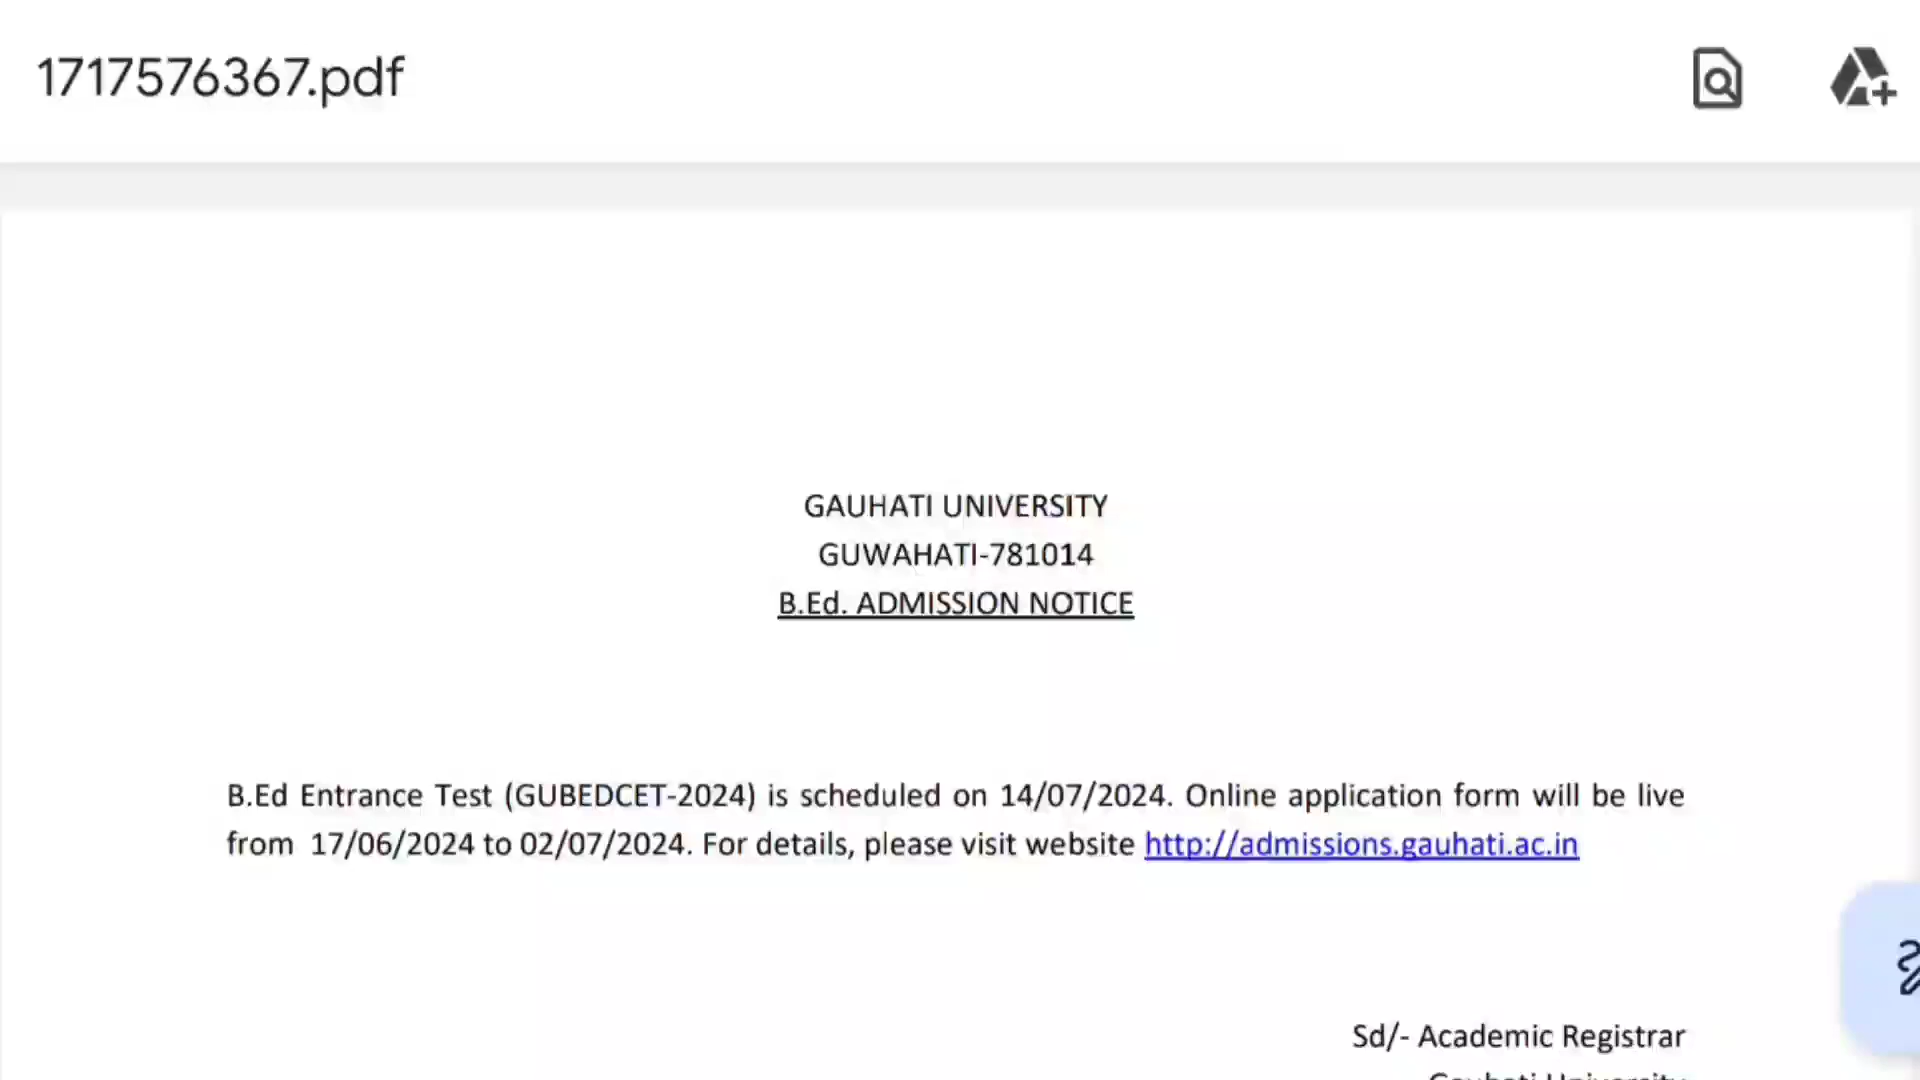 1717576367.pdf
GAUHATI UNIVERSITY
GUWAHATI-781014
B.Ed. ADMISSION NOTICE
B.Ed Entrance Test (GUBEDCET-2024) is scheduled on 14/07/2024. Online application form will be live
from 17/06/2024 to 02/07/2024. For details, please visit website http://admissions.gauhati.ac.in
Sd/- Academic Registrar
Gauhati University